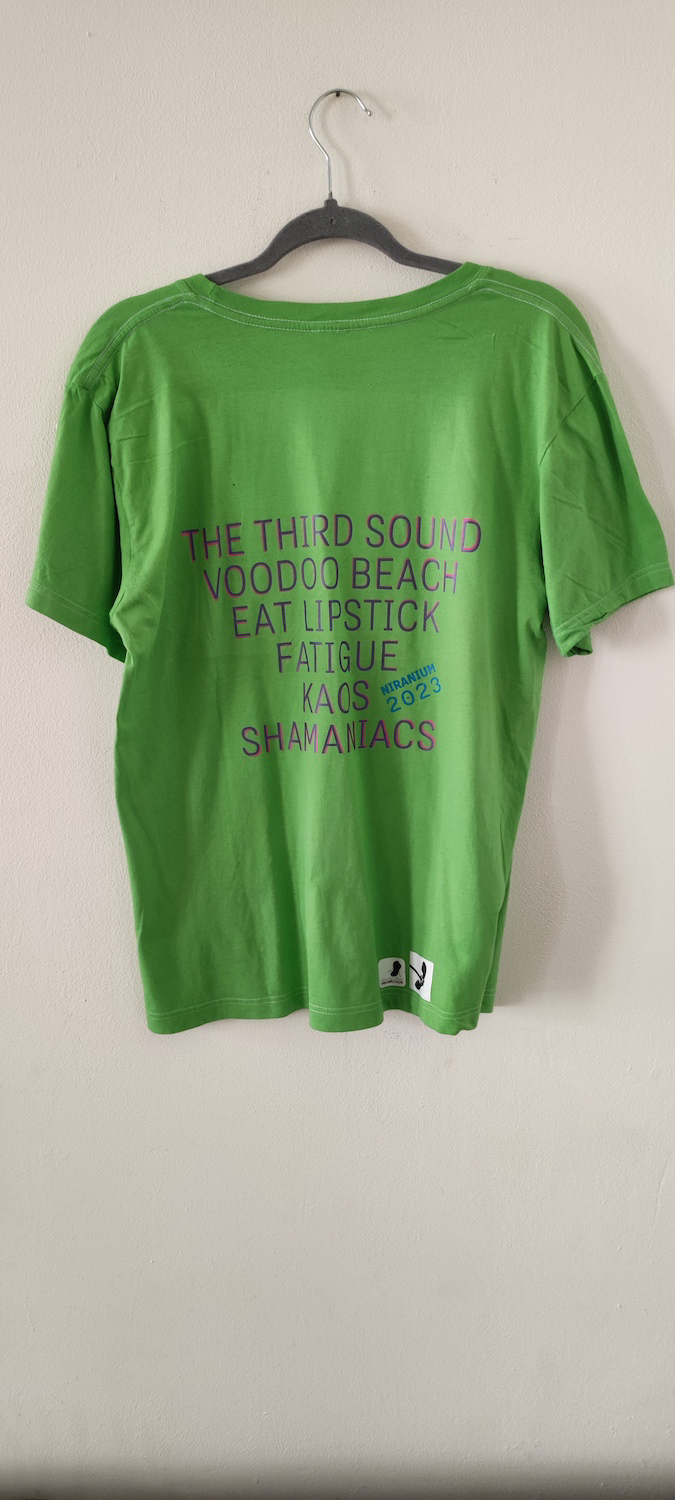 THE THIRD SOUND
VOODOO BEACH
EAT LIPSTICK
FATIGUE
KAOS
NIRANIUM
2023
SHAMANIACS